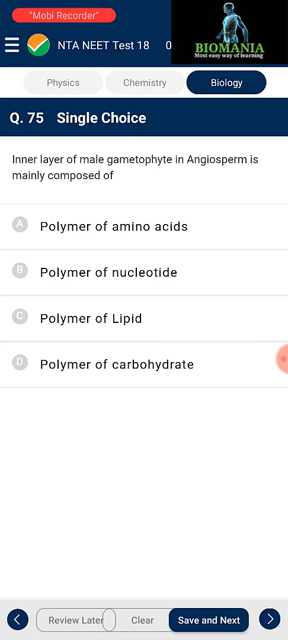 "Mobi Recorder"
NTA NEET Test 18 0
BIOMANIA
Most easy way of learning
Physics Chemistry Biology
Q. 75 Single Choice
Inner layer of male gametophyte in Angiosperm is
mainly composed of
A Polymer of amino acids
B Polymer of nucleotide
C Polymer of Lipid
D Polymer of carbohydrate
Review Later Clear Save and Next